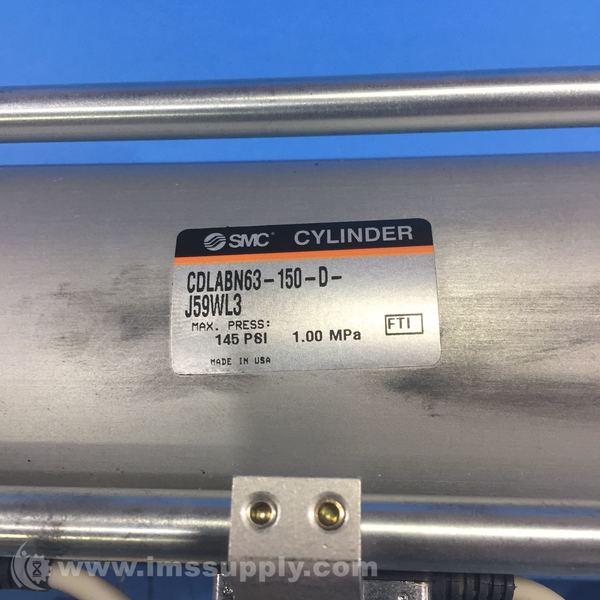 SMC CYLINDER
CDLABN63-150-D-
J59WL3
MAX. PRESS:
145 PSI 1.00 MPa
FTI
MADE IN USA
www.imssupply.com